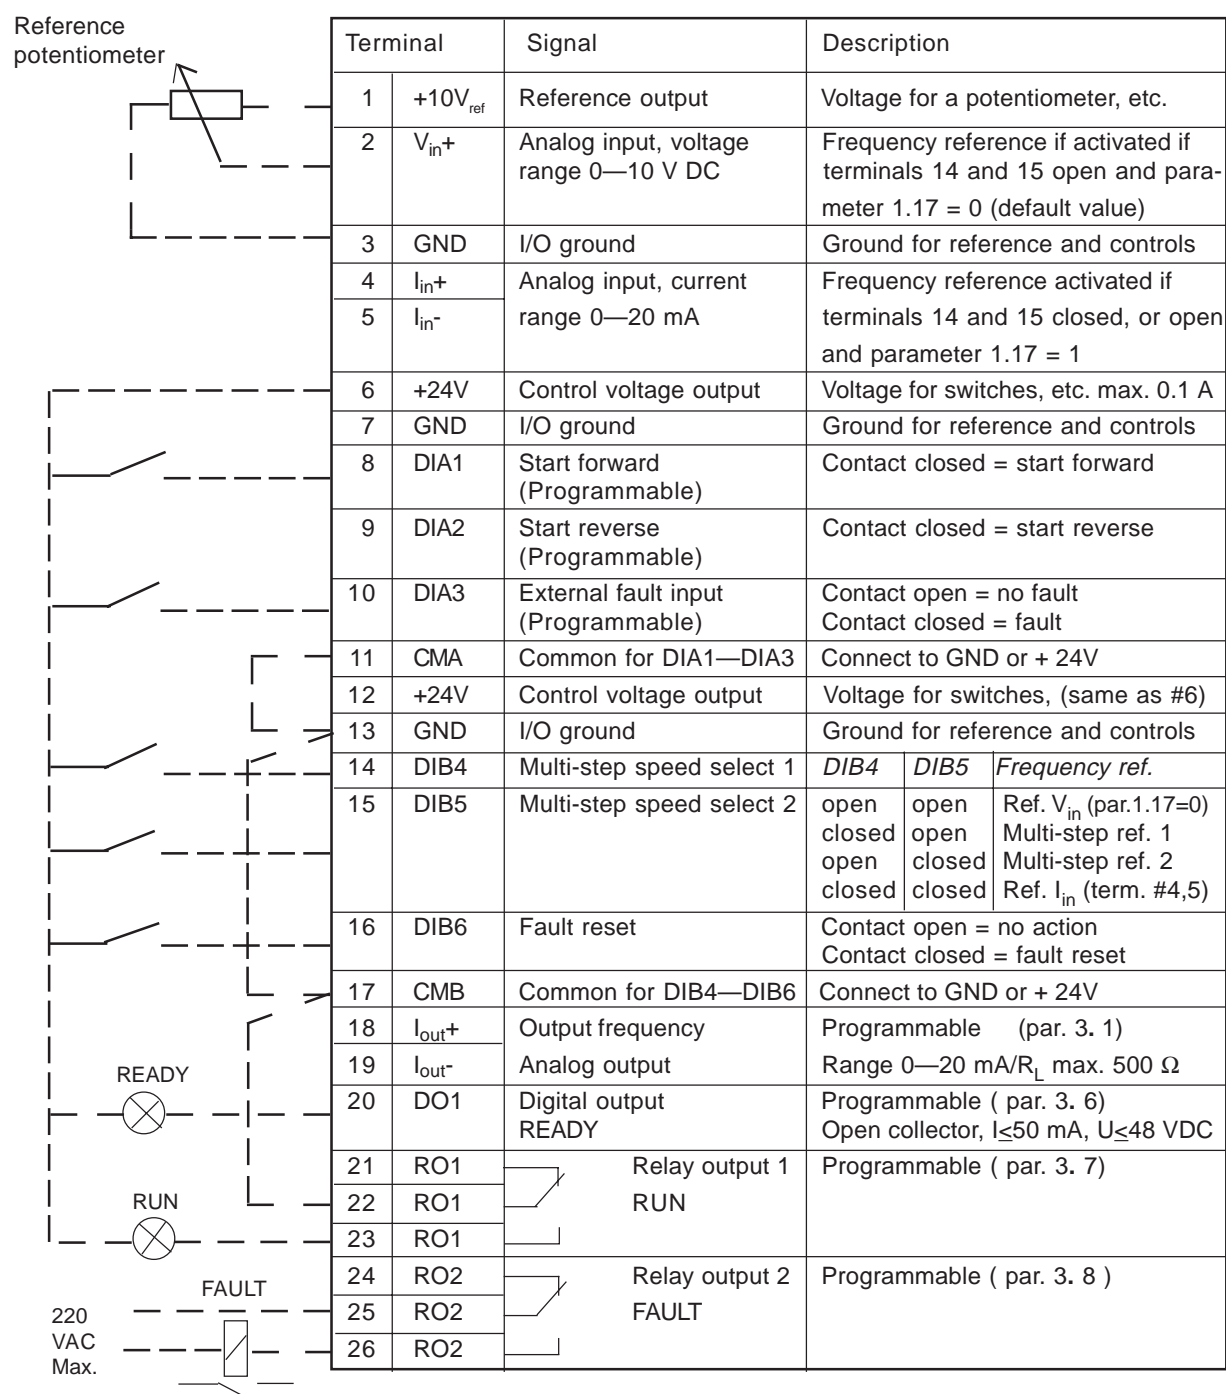 Reference
potentiometer
Terminal Signal Description
1 +10Vref Reference output Voltage for a potentiometer, etc.
2 Vin+ Analog input, voltage Frequency reference if activated if
range 0—10 V DC terminals 14 and 15 open and para-
meter 1.17 = 0 (default value)
3 GND I/O ground Ground for reference and controls
4 Iin+ Analog input, current Frequency reference activated if
5 Iin- range 0—20 mA terminals 14 and 15 closed, or open
and parameter 1.17 = 1
6 +24V Control voltage output Voltage for switches, etc. max. 0.1 A
7 GND I/O ground Ground for reference and controls
8 DIA1 Start forward Contact closed = start forward
(Programmable)
9 DIA2 Start reverse Contact closed = start reverse
(Programmable)
10 DIA3 External fault input Contact open = no fault
(Programmable) Contact closed = fault
11 CMA Common for DIA1—DIA3 Connect to GND or + 24V
12 +24V Control voltage output Voltage for switches, (same as #6)
13 GND I/O ground Ground for reference and controls
14 DIB4 Multi-step speed select 1 DIB4 DIB5 Frequency ref.
15 DIB5 Multi-step speed select 2 open open Ref. Vin (par.1.17=0)
closed open Multi-step ref. 1
open closed Multi-step ref. 2
closed closed Ref. Iin (term. #4,5)
16 DIB6 Fault reset Contact open = no action
Contact closed = fault reset
17 CMB Common for DIB4—DIB6 Connect to GND or + 24V
18 Iout+ Output frequency Programmable (par. 3. 1)
19 Iout- Analog output Range 0—20 mA/RL max. 500 Ω
READY
20 DO1 Digital output Programmable ( par. 3. 6)
READY Open collector, I≤50 mA, U≤48 VDC
21 RO1 Relay output 1 Programmable ( par. 3. 7)
RUN
22 RO1 RUN
23 RO1
24 RO2 Relay output 2 Programmable ( par. 3. 8 )
FAULT
25 RO2 FAULT
26 RO2
220
VAC
Max.